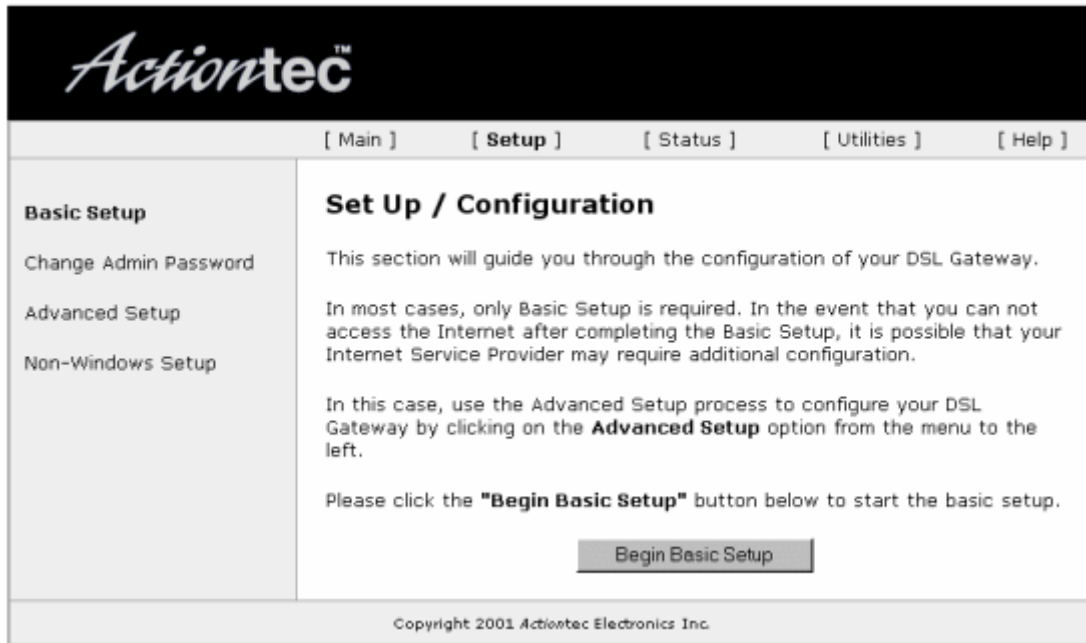 Actiontec™
[ Main ] [ Setup ] [ Status ] [ Utilities ] [ Help ]
Basic Setup
Change Admin Password
Advanced Setup
Non-Windows Setup
Set Up / Configuration
This section will guide you through the configuration of your DSL Gateway.
In most cases, only Basic Setup is required. In the event that you can not
access the Internet after completing the Basic Setup, it is possible that your
Internet Service Provider may require additional configuration.
In this case, use the Advanced Setup process to configure your DSL
Gateway by clicking on the Advanced Setup option from the menu to the
left.
Please click the "Begin Basic Setup" button below to start the basic setup.
Begin Basic Setup
Copyright 2001 Actiontec Electronics Inc.